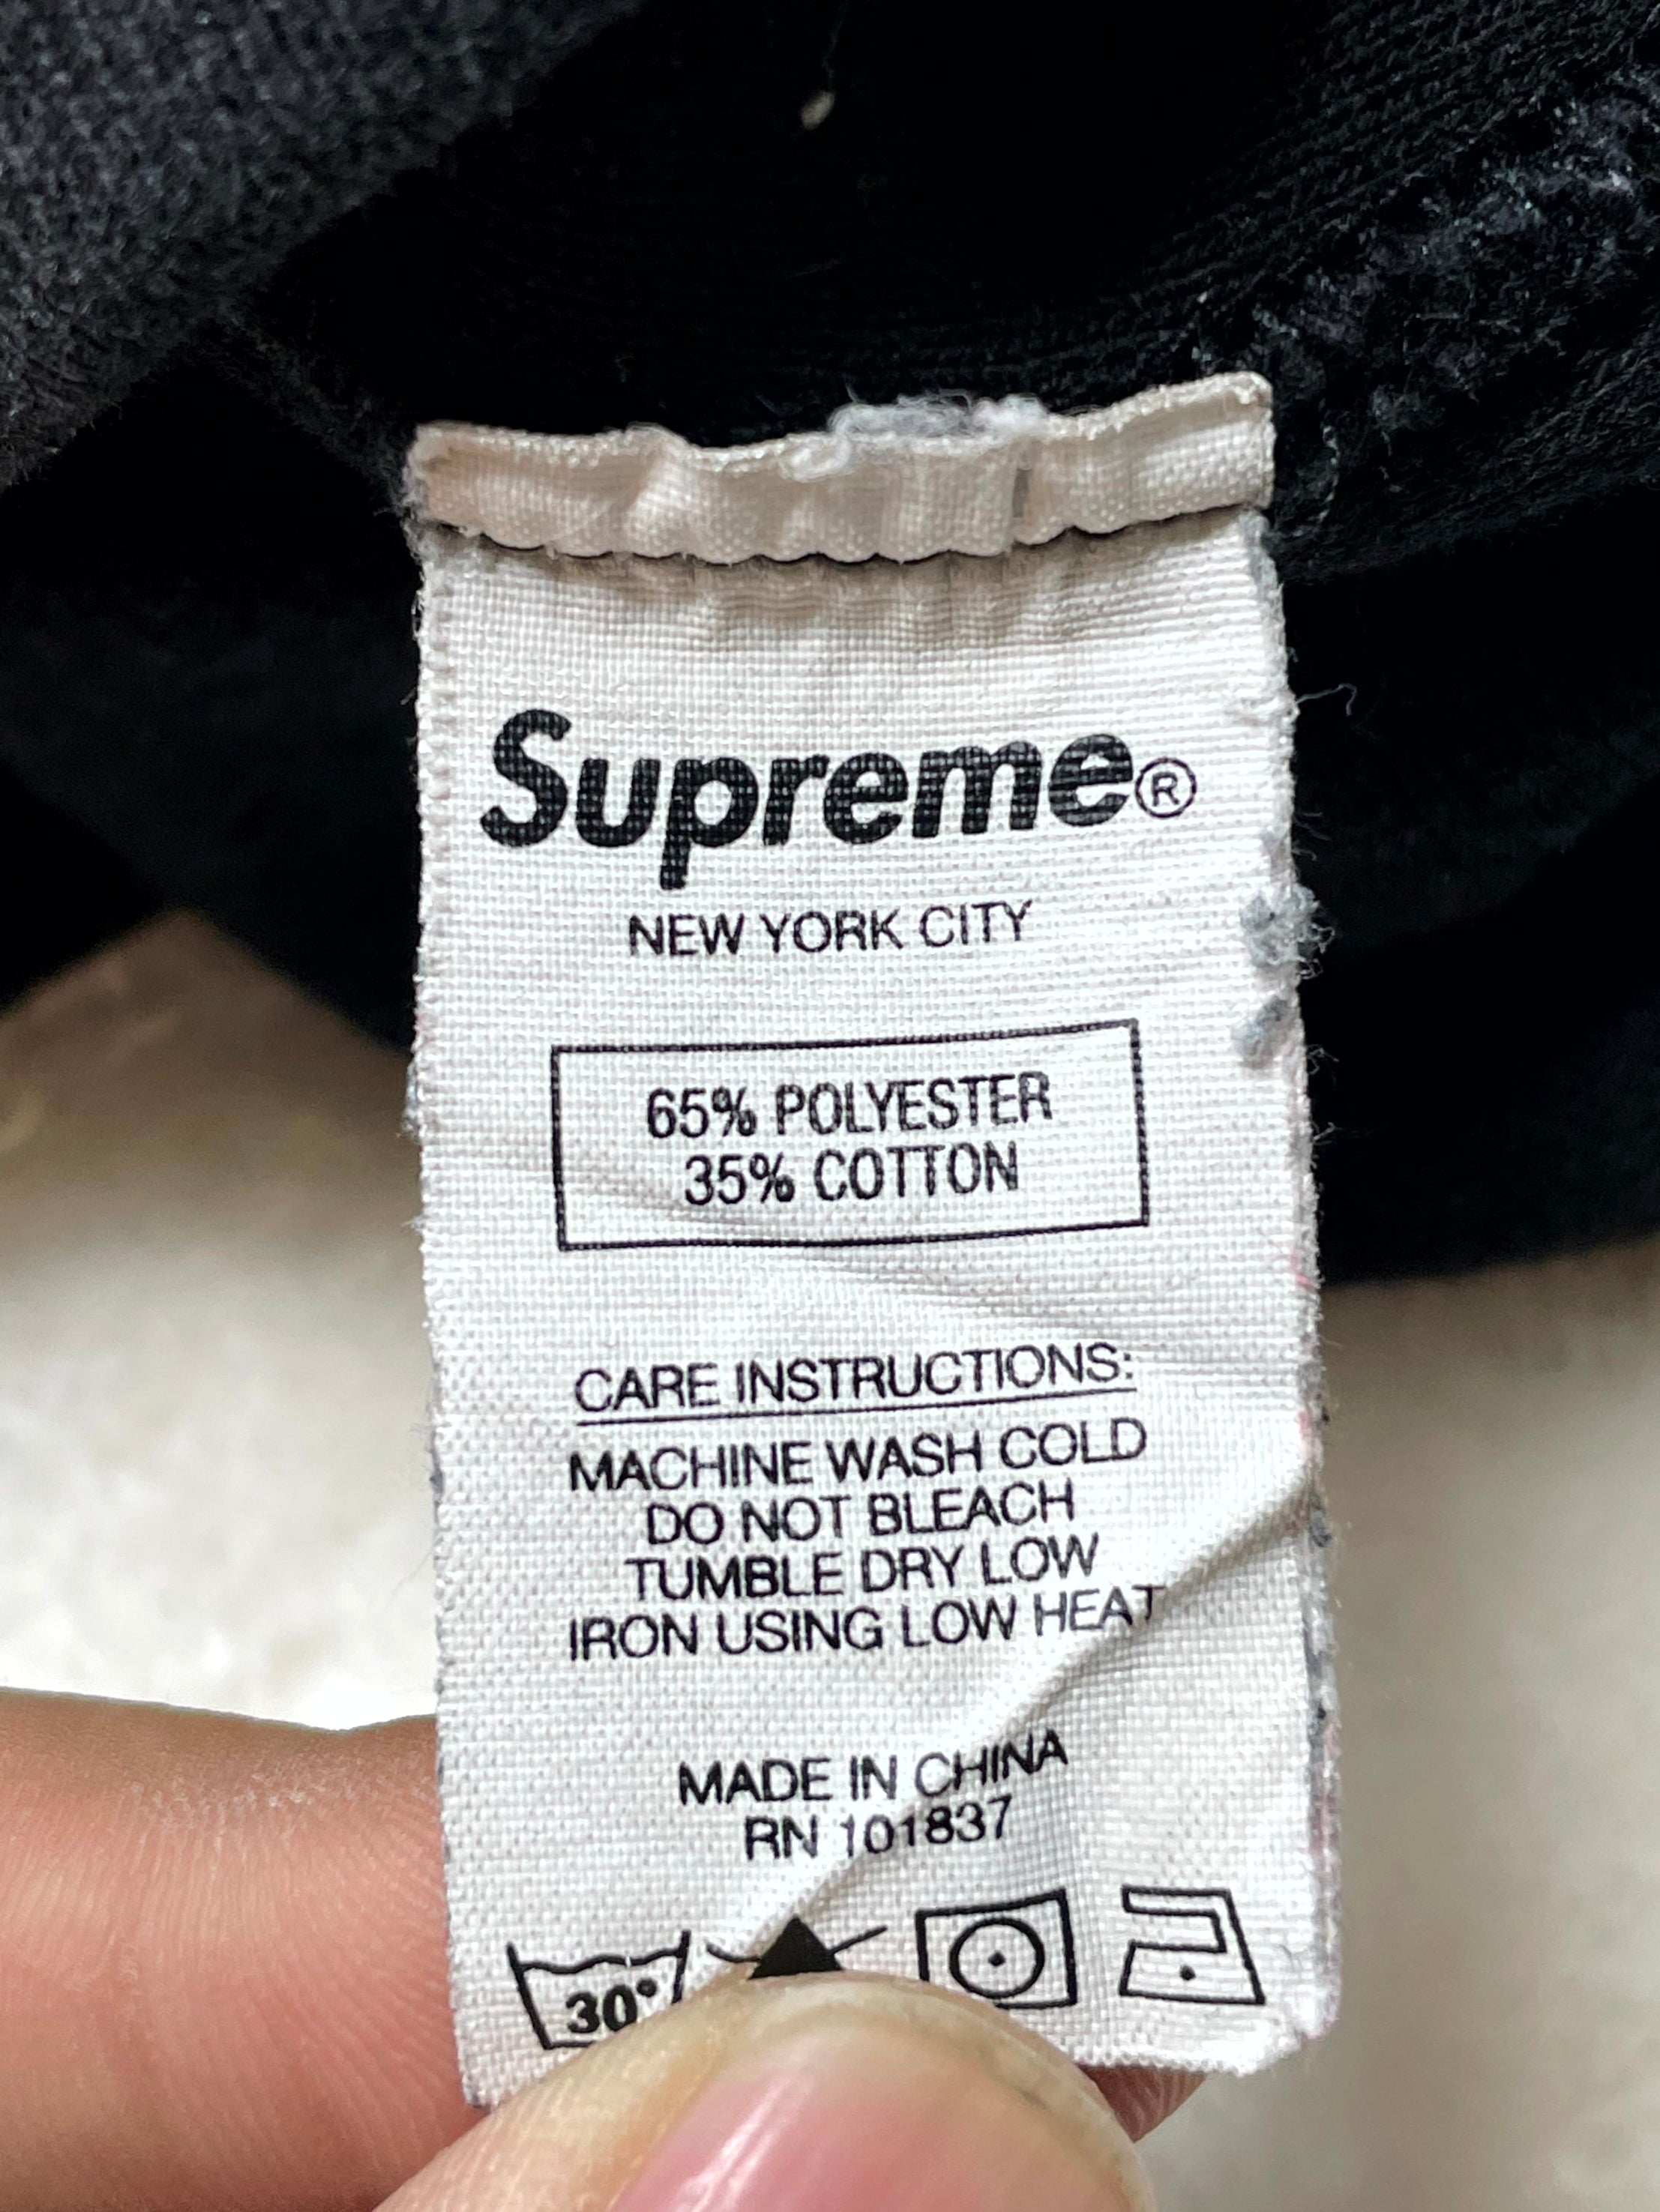 Supreme®
NEW YORK CITY
65% POLYESTER
35% COTTON
CARE INSTRUCTIONS:
MACHINE WASH COLD
DO NOT BLEACH
TUMBLE DRY LOW
IRON USING LOW HEAT
MADE IN CHINA
RN 101837
30°